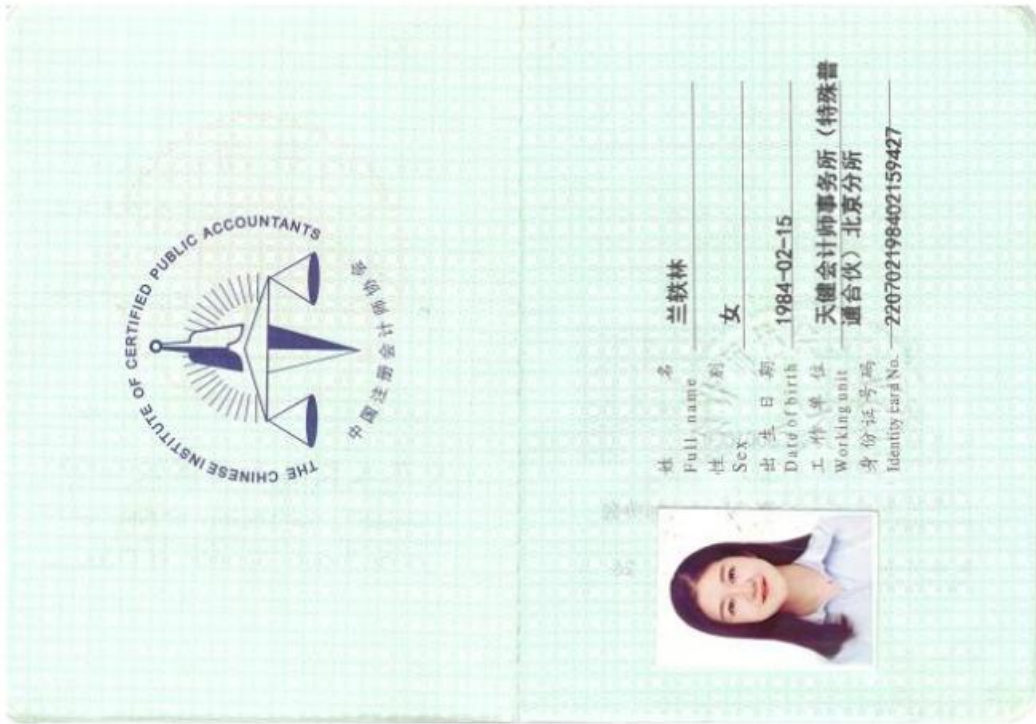 THE CHINESE INSTITUTE OF CERTIFIED PUBLIC ACCOUNTANTS
中国注册会计师协会
姓 名 兰轶林
Full name
性 别 女
Sex
出 生 日 期 1984-02-15
Date of birth
工 作 单 位 天健会计师事务所（特殊普
Working unit 通合伙）北京分所
身份证号码
Identity card No. 220702198402159427